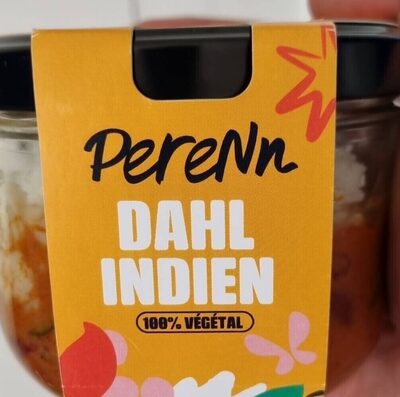 PereNn
DAHL
INDIEN
100% VÉGÉTAL